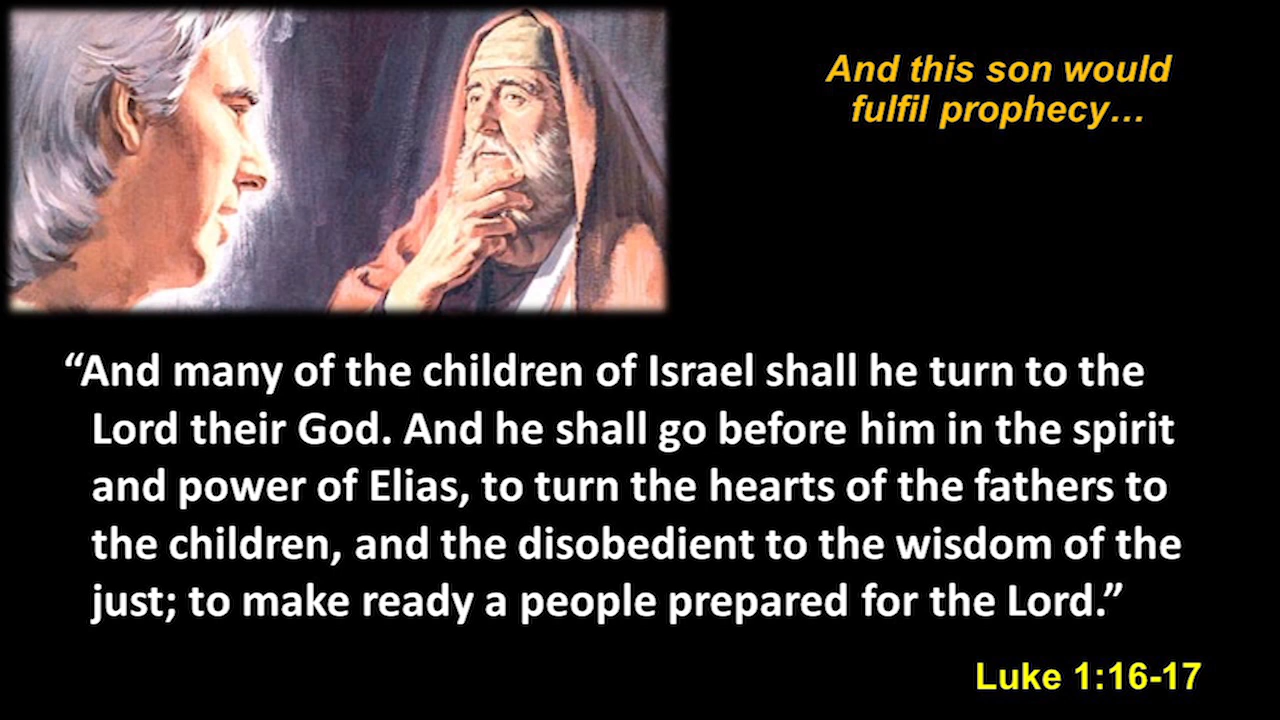 And this son would
fulfil prophecy…
“And many of the children of Israel shall he turn to the
Lord their God. And he shall go before him in the spirit
and power of Elias, to turn the hearts of the fathers to
the children, and the disobedient to the wisdom of the
just; to make ready a people prepared for the Lord.”
Luke 1:16-17